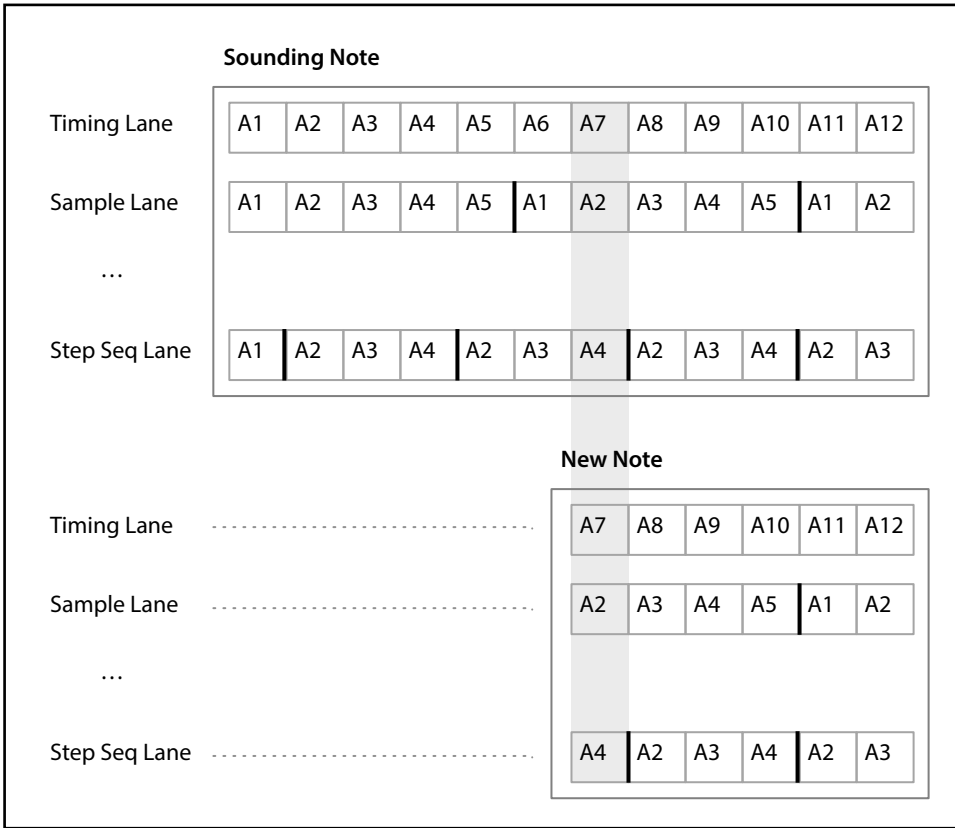 Sounding Note
Timing Lane A1 A2 A3 A4 A5 A6 A7 A8 A9 A10 A11 A12
Sample Lane A1 A2 A3 A4 A5 A1 A2 A3 A4 A5 A1 A2
...
Step Seq Lane A1 A2 A3 A4 A2 A3 A4 A2 A3 A4 A2 A3
New Note
Timing Lane A7 A8 A9 A10 A11 A12
Sample Lane A2 A3 A4 A5 A1 A2
...
Step Seq Lane A4 A2 A3 A4 A2 A3